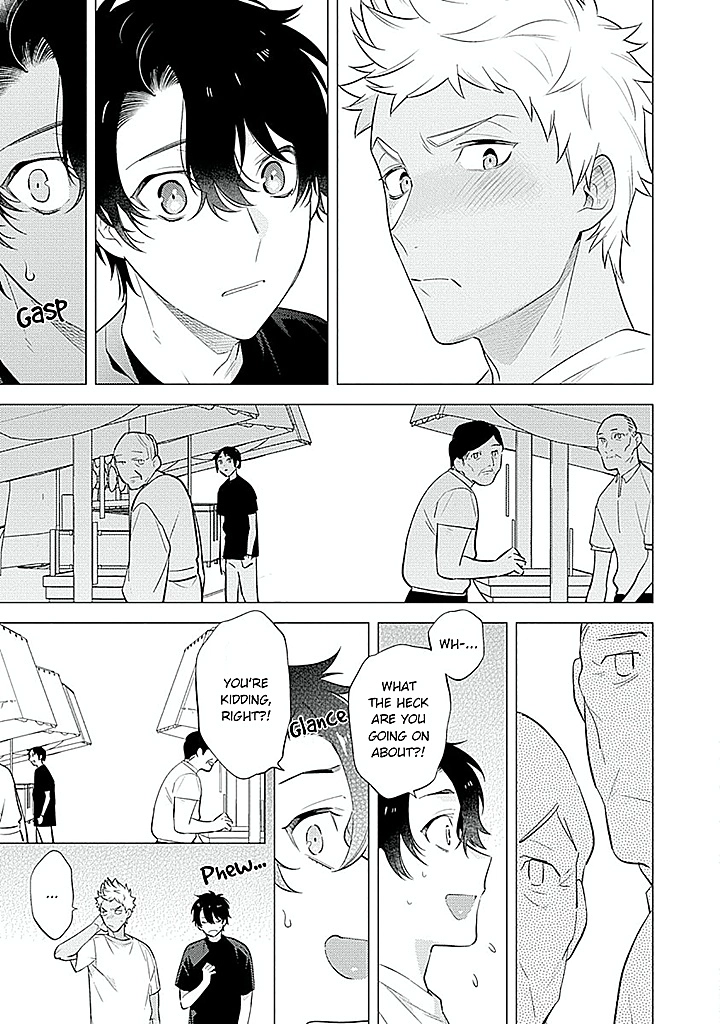 Gasp
WH-...
WHAT
THE HECK
ARE YOU
GOING ON
ABOUT?!
Glance
YOU'RE
KIDDING,
RIGHT?!
Phew...
...